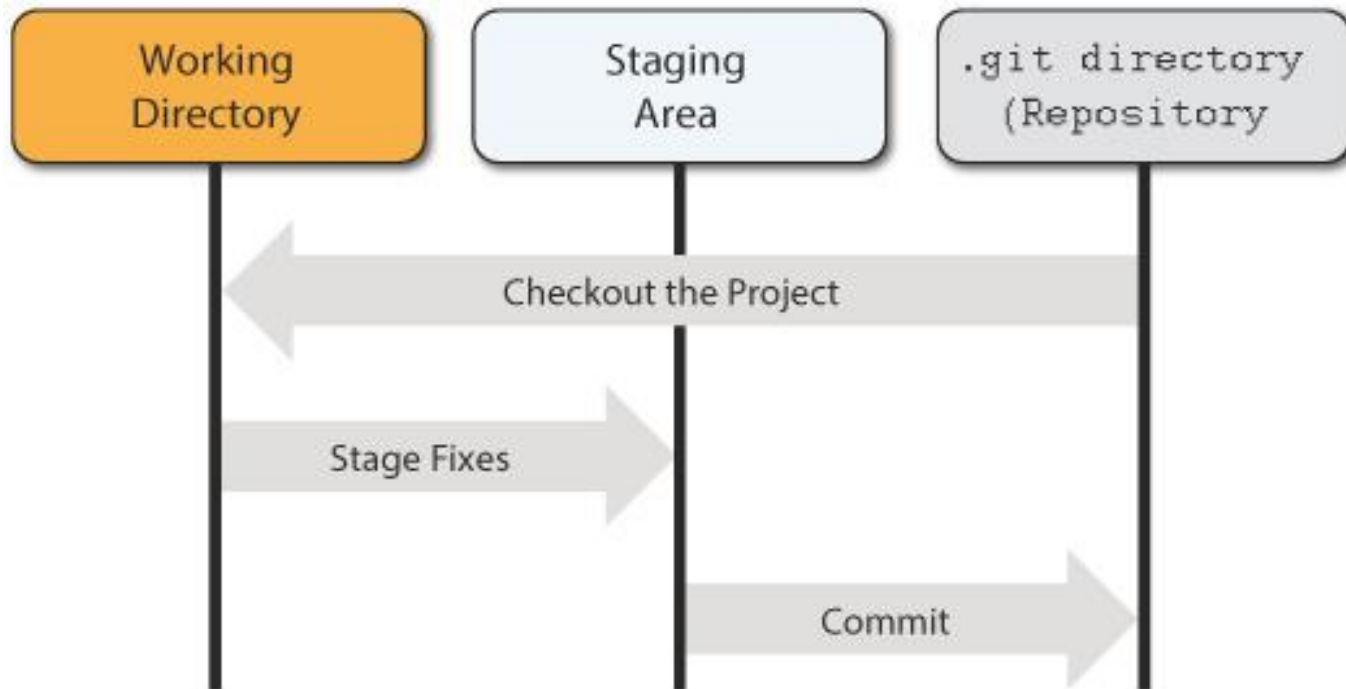 Working
Directory
Staging
Area
.git directory
(Repository
Checkout the Project
Stage Fixes
Commit